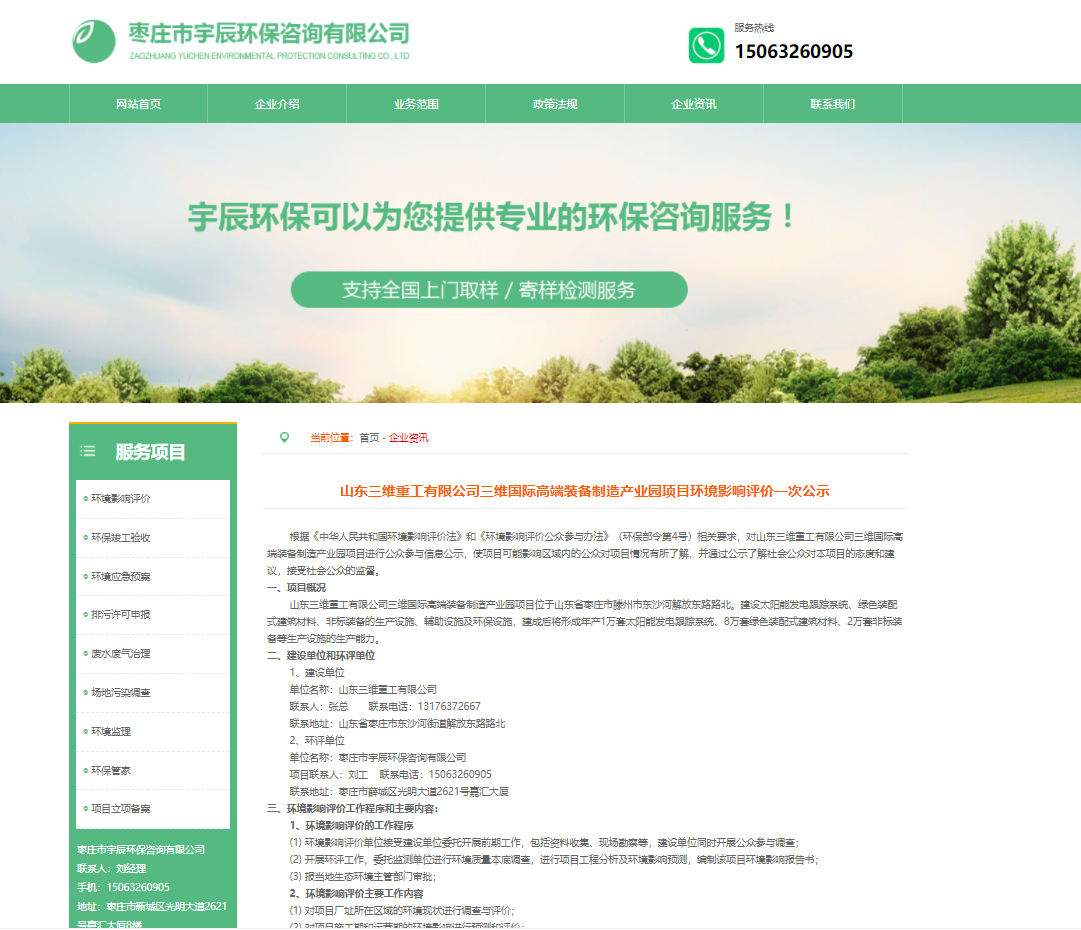 枣庄市宇辰环保咨询有限公司
ZAOZHUANG YUCHEN ENVIRONMENTAL PROTECTION CONSULTING CO., LTD
服务热线
15063260905
网站首页 企业介绍 业务范围 政策法规 企业资讯 联系我们
宇辰环保可以为您提供专业的环保咨询服务！
支持全国上门取样 / 寄样检测服务
服务项目
环境影响评价
环保竣工验收
环境应急预案
排污许可申报
废水废气治理
场地污染调查
环境监理
环保管家
项目立项备案
枣庄市宇辰环保咨询有限公司
联系人：刘经理
手机：15063260905
地址：枣庄市新城区光明大道2621
号嘉汇大厦8楼
当前位置：首页 - 企业资讯
山东三维重工有限公司三维国际高端装备制造产业园项目环境影响评价一次公示
根据《中华人民共和国环境影响评价法》和《环境影响评价公众参与办法》（环保部令第4号）相关要求，对山东三维重工有限公司三维国际高
端装备制造产业园项目进行公众参与信息公示，使项目可能影响区域内的公众对项目情况有所了解，并通过公示了解社会公众对本项目的态度和建
议，接受社会公众的监督。
一、项目概况
山东三维重工有限公司三维国际高端装备制造产业园项目位于山东省枣庄市滕州市东沙河解放东路路北。建设太阳能发电跟踪系统、绿色装配
式建筑材料、非标装备的生产设施、辅助设施及环保设施，建成后将形成年产1万套太阳能发电跟踪系统、8万套绿色装配式建筑材料、2万套非标装
备等生产设施的生产能力。
二、建设单位和环评单位
1、建设单位
单位名称：山东三维重工有限公司
联系人：张总 联系电话：13176372667
联系地址：山东省枣庄市东沙河街道解放东路路北
2、环评单位
单位名称：枣庄市宇辰环保咨询有限公司
项目联系人：刘工 联系电话：15063260905
联系地址：枣庄市薛城区光明大道2621号嘉汇大厦
三、环境影响评价工作程序和主要内容：
1、环境影响评价的工作程序
(1) 环境影响评价单位接受建设单位委托开展前期工作，包括资料收集、现场勘察等，建设单位同时开展公众参与调查；
(2) 开展环评工作，委托监测单位进行环境质量本底调查，进行项目工程分析及环境影响预测，编制该项目环境影响报告书；
(3) 报当地生态环境主管部门审批；
2、环境影响评价主要工作内容
(1) 对项目厂址所在区域的环境现状进行调查与评价；
(2) 对项目施工期和运营期的环境影响进行预测和评价；